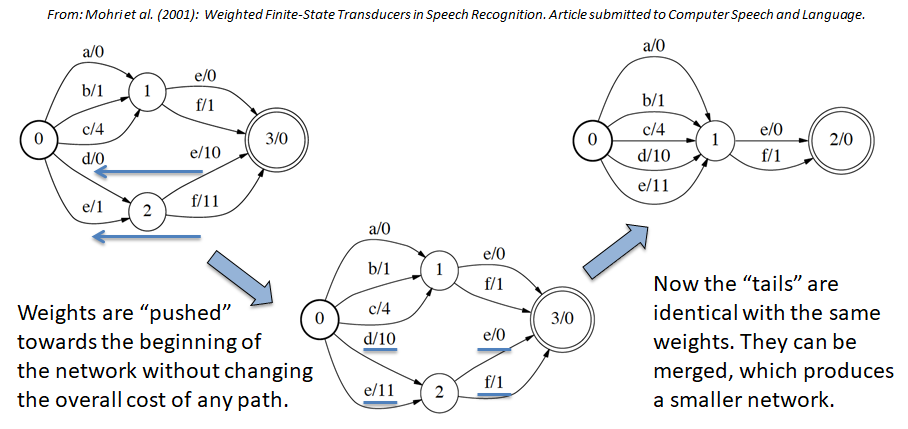 From: Mohri et al. (2001): Weighted Finite-State Transducers in Speech Recognition. Article submitted to Computer Speech and Language.
a/0
b/1
c/4
d/0
e/1
0
1
2
e/0
f/1
e/10
f/11
3/0
a/0
b/1
c/4
d/10
e/11
0
1
e/0
f/1
2/0
a/0
b/1
c/4
d/10
e/11
0
1
2
e/0
f/1
e/0
f/1
3/0
Weights are “pushed”
towards the beginning of
the network without changing
the overall cost of any path.
Now the “tails” are
identical with the same
weights. They can be
merged, which produces
a smaller network.